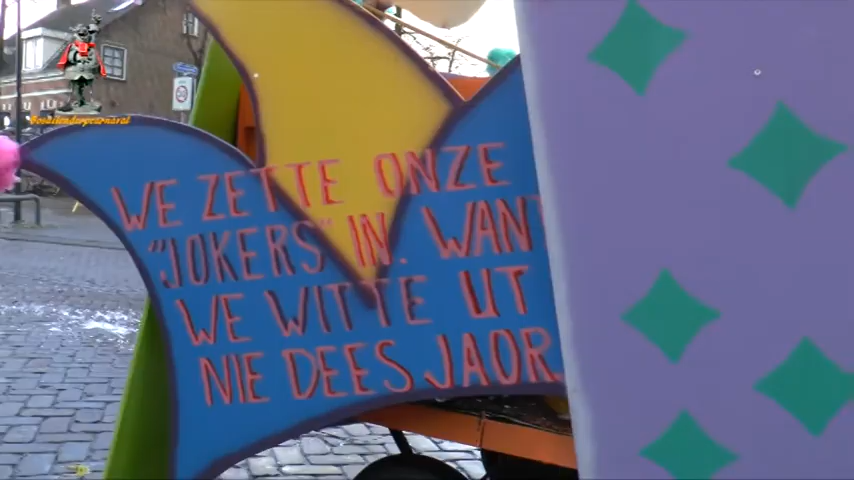 WE ZETTE ONZE
"JOKERS" IN. WANT
WE WITTE UT
NIE DEES JAOR